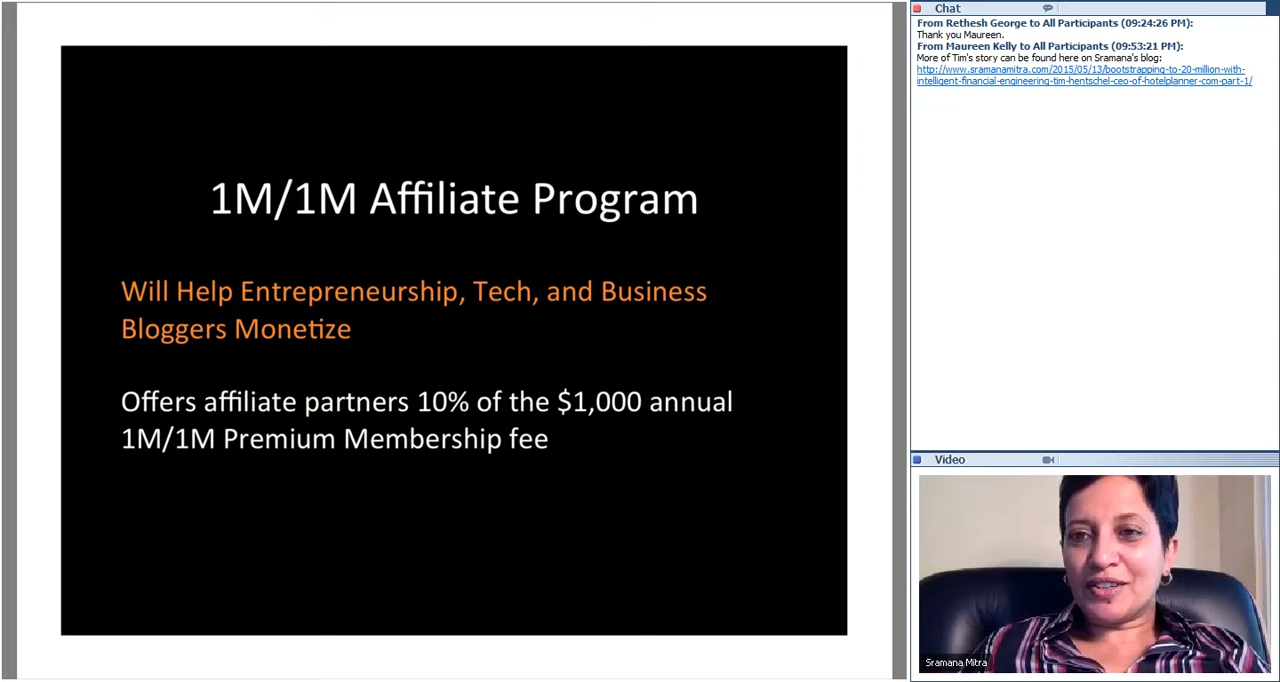 1M/1M Affiliate Program
Will Help Entrepreneurship, Tech, and Business
Bloggers Monetize
Offers affiliate partners 10% of the $1,000 annual
1M/1M Premium Membership fee
Chat
From Rethesh George to All Participants (09:24:26 PM):
Thank you Maureen.
From Maureen Kelly to All Participants (09:53:21 PM):
More of Tim's story can be found here on Sramana's blog:
http://www.sramanamitra.com/2015/05/13/bootstrapping-to-20-million-with-
intelligent-financial-engineering-tim-hentschel-ceo-of-hotelplanner-com-part-1/
Video
Sramana Mitra